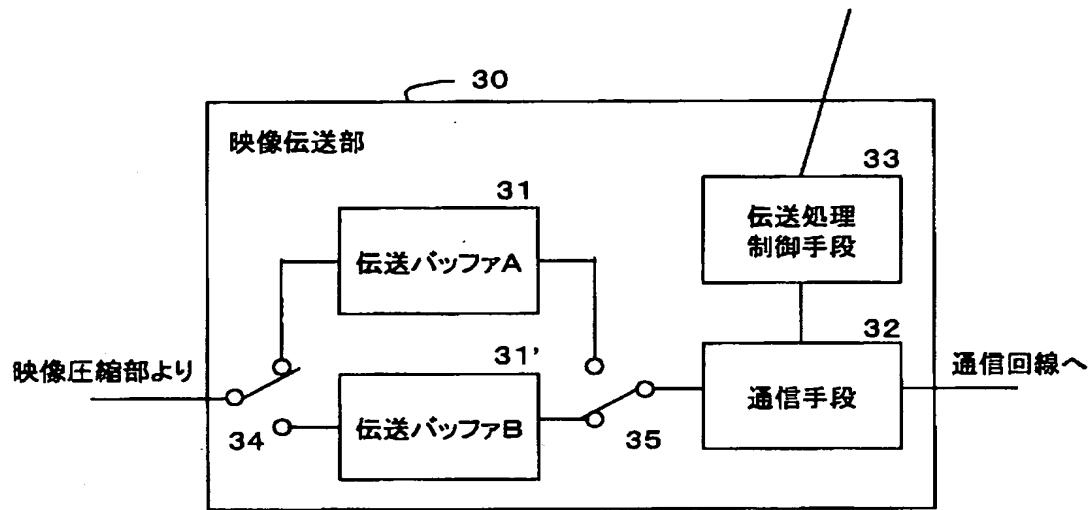 30
映像伝送部
31
伝送バッファA
33
伝送処理
制御手段
映像圧縮部より
34
31'
伝送バッファB
35
32
通信手段
通信回線へ